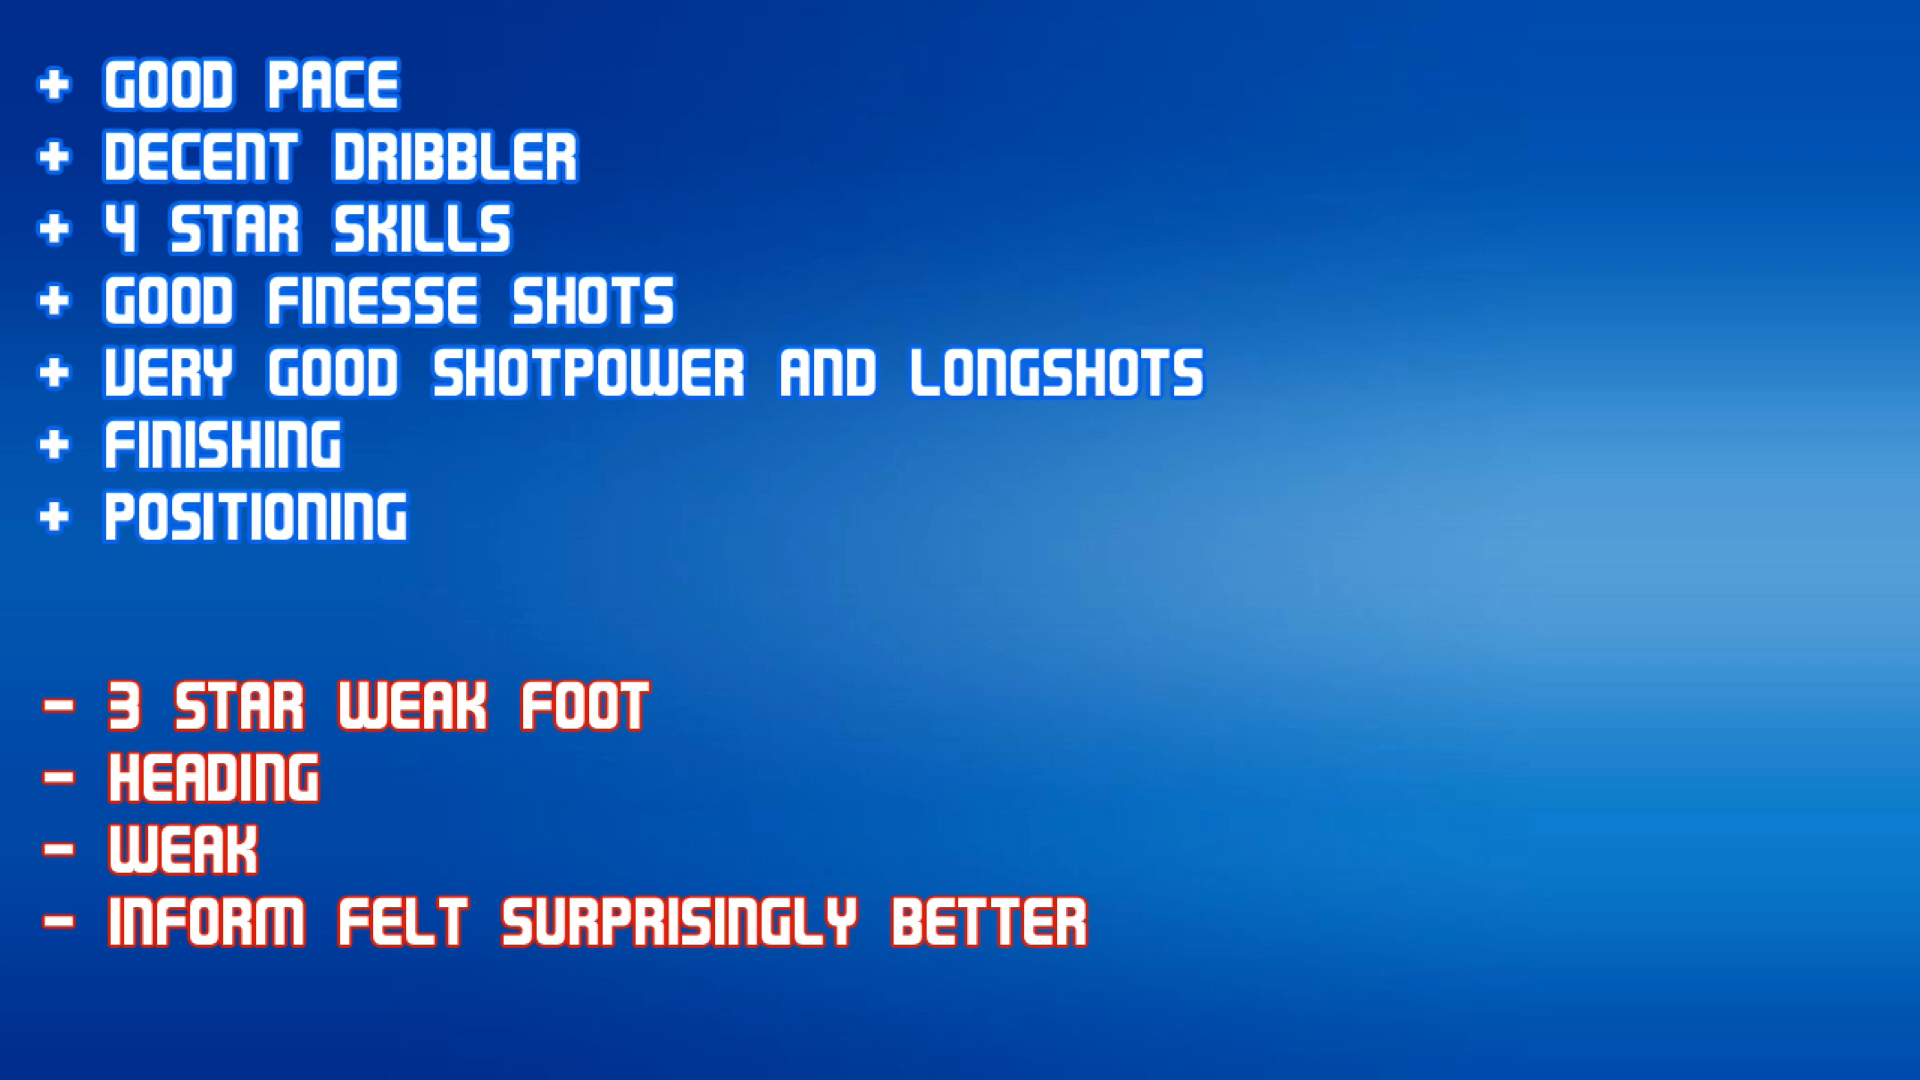 + GOOD PACE
+ DECENT DRIBBLER
+ 4 STAR SKILLS
+ GOOD FINESSE SHOTS
+ VERY GOOD SHOTPOWER AND LONGSHOTS
+ FINISHING
+ POSITIONING
- 3 STAR WEAK FOOT
- HEADING
- WEAK
- INFORM FELT SURPRISINGLY BETTER